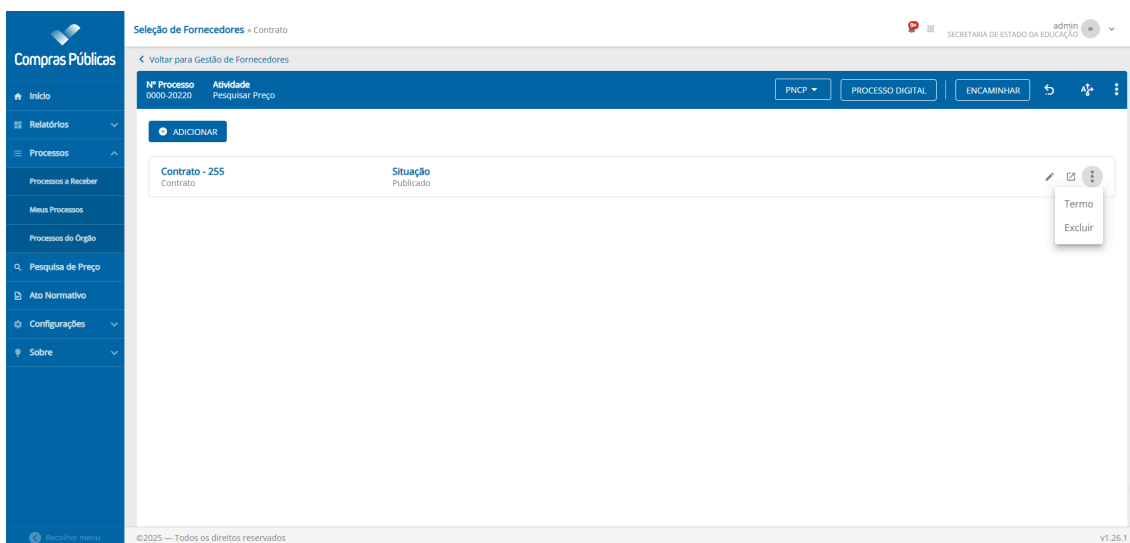 Compras Públicas
Início
Relatórios
Processos
Processos a Receber
Meus Processos
Processos do Órgão
Pesquisa de Preço
Ato Normativo
Configurações
Sobre
Recolher menu
Seleção de Fornecedores » Contrato
9+
admin
SECRETARIA DE ESTADO DA EDUCAÇÃO
Voltar para Gestão de Fornecedores
Nº Processo Atividade
0000-20220 Pesquisar Preço
PNCP PROCESSO DIGITAL ENCAMINHAR
ADICIONAR
Contrato - 255 Situação
Contrato Publicado
Termo
Excluir
©2025 — Todos os direitos reservados v1.26.1